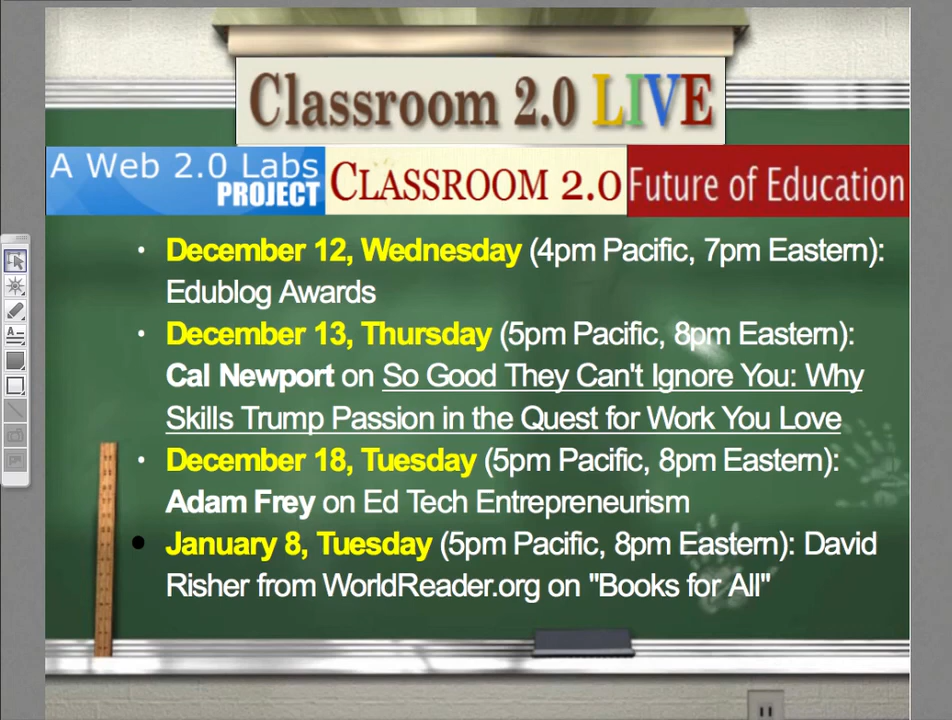 Classroom 2.0 LIVE
A Web 2.0 Labs
PROJECT
CLASSROOM 2.0
Future of Education
• December 12, Wednesday (4pm Pacific, 7pm Eastern):
Edublog Awards
• December 13, Thursday (5pm Pacific, 8pm Eastern):
Cal Newport on So Good They Can't Ignore You: Why
Skills Trump Passion in the Quest for Work You Love
• December 18, Tuesday (5pm Pacific, 8pm Eastern):
Adam Frey on Ed Tech Entrepreneurism
• January 8, Tuesday (5pm Pacific, 8pm Eastern): David
Risher from WorldReader.org on "Books for All"